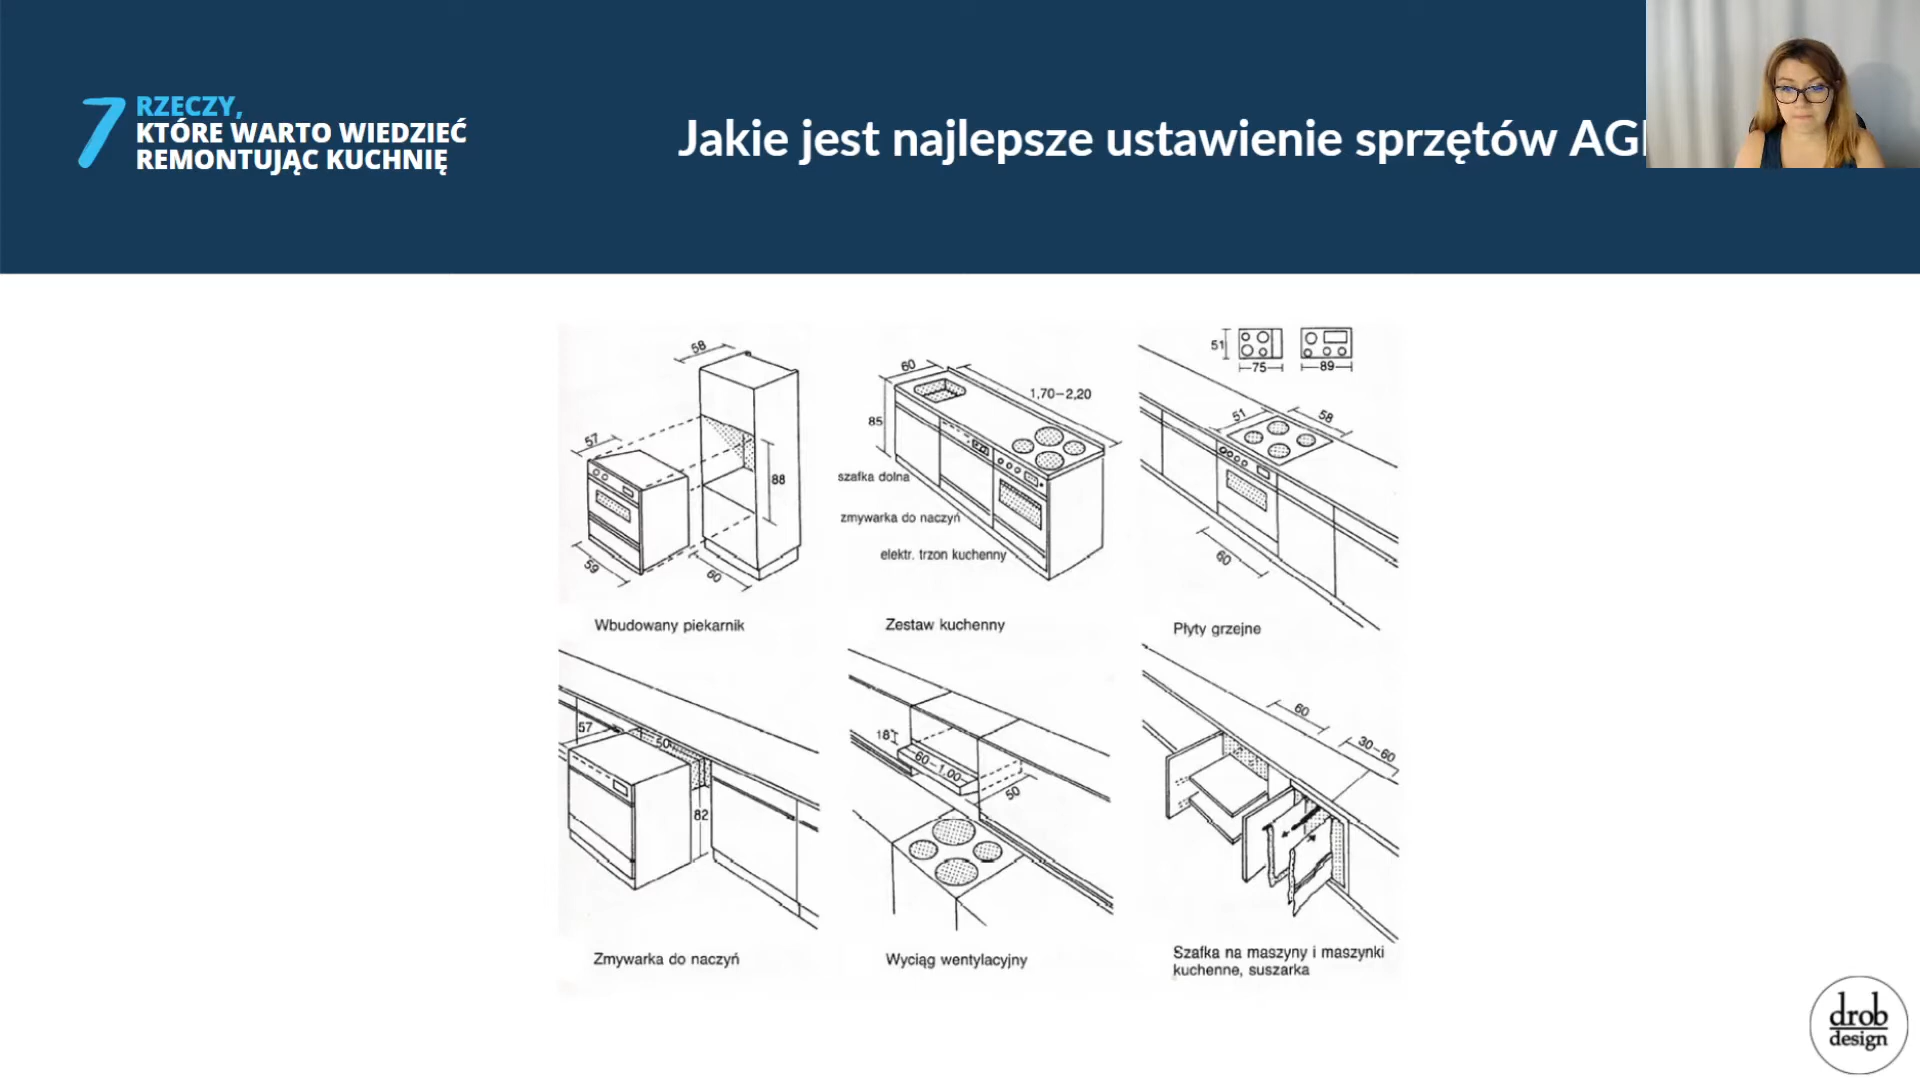 7 RZECZY,
KTÓRE WARTO WIEDZIEĆ
REMONTUJĄC KUCHNIĘ
Jakie jest najlepsze ustawienie sprzętów
58
57
88
59
60
Wbudowany piekarnik
60
1,70–2,20
85
szafka dolna
zmywarka do naczyń
elektr. trzon kuchenny
Zestaw kuchenny
51
75
89
51
58
60
Płyty grzejne
57
50
82
Zmywarka do naczyń
18
60–1,00
50
Wyciąg wentylacyjny
60
30–60
Szafka na maszyny i maszynki
kuchenne, suszarka
drob
design